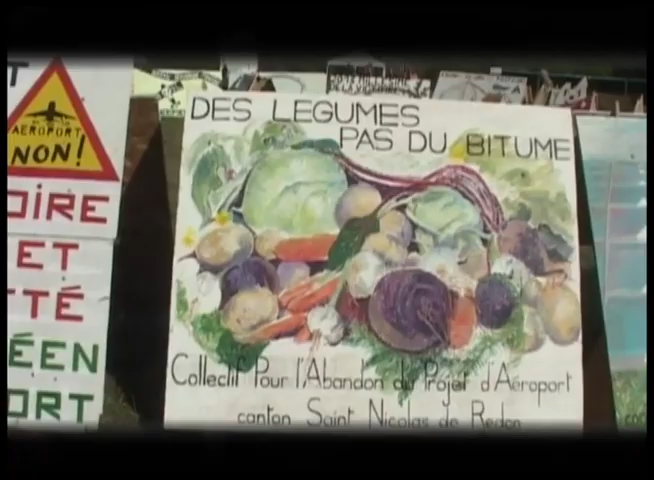 T
AEROPORT
NON!
OIRE
ET
TTÉ
ÉEN
ORT
DES LEGUMES
PAS DU BITUME
Collectif Pour l'Abandon du Projet d'Aéroport
canton Saint Nicolas de Redon